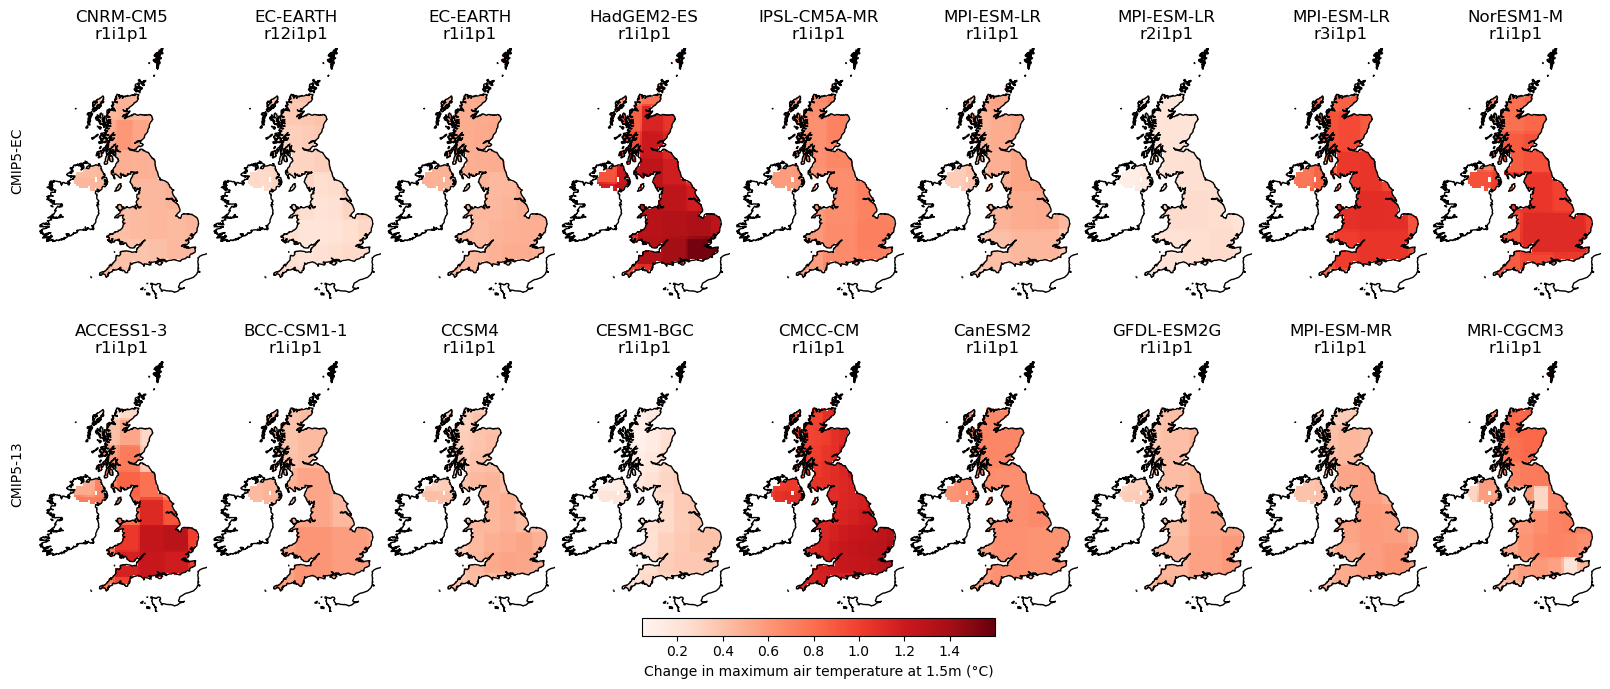 CNRM-CM5
r1i1p1
EC-EARTH
r12i1p1
EC-EARTH
r1i1p1
HadGEM2-ES
r1i1p1
IPSL-CM5A-MR
r1i1p1
MPI-ESM-LR
r1i1p1
MPI-ESM-LR
r2i1p1
MPI-ESM-LR
r3i1p1
NorESM1-M
r1i1p1
CMIP5-EC
ACCESS1-3
r1i1p1
BCC-CSM1-1
r1i1p1
CCSM4
r1i1p1
CESM1-BGC
r1i1p1
CMCC-CM
r1i1p1
CanESM2
r1i1p1
GFDL-ESM2G
r1i1p1
MPI-ESM-MR
r1i1p1
MRI-CGCM3
r1i1p1
CMIP5-13
0.2 0.4 0.6 0.8 1.0 1.2 1.4
Change in maximum air temperature at 1.5m (°C)